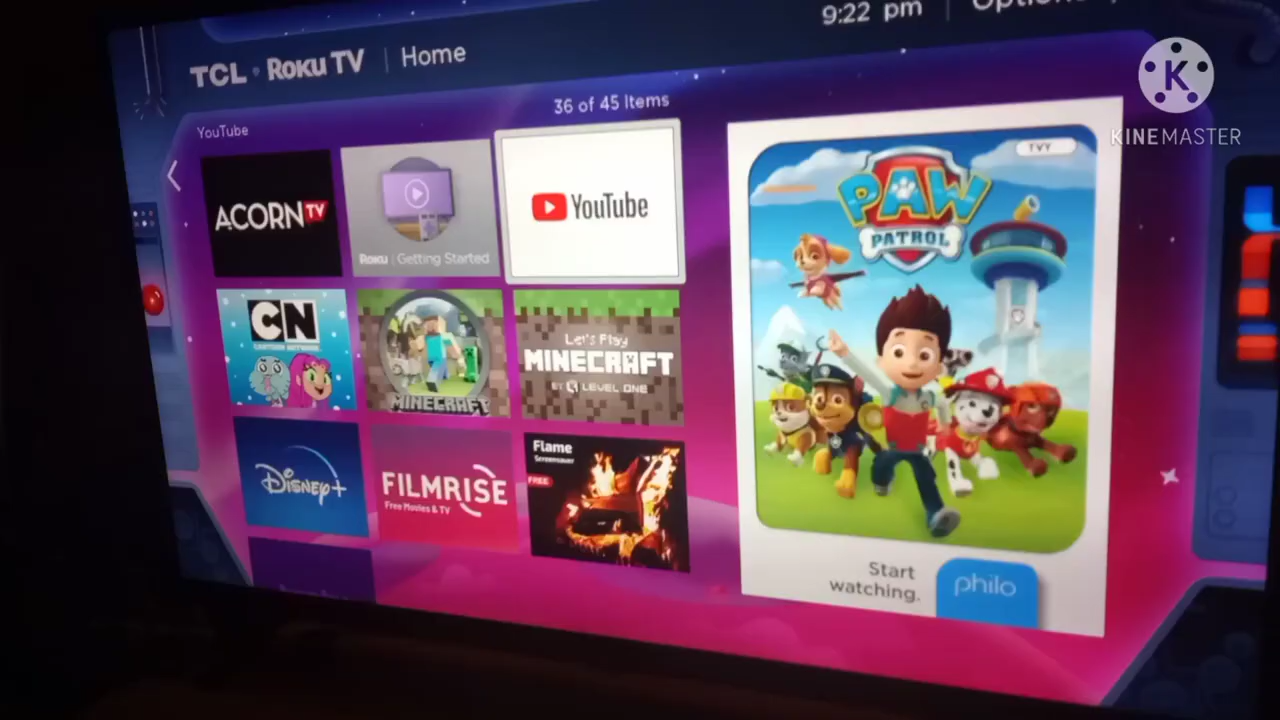 9:22 pm
TCL • Roku TV | Home
36 of 45 Items
YouTube
ACORN TV
Roku | Getting Started
YouTube
CN
CARTOON NETWORK
MINECRAFT
Let's Play
MINECRAFT
BY LEVEL ONE
Disney+
FILMRISE
Free Movies & TV
Flame
Screensaver
FREE
TVY
PAW
PATROL
Start
watching.
philo
K
KINEMASTER